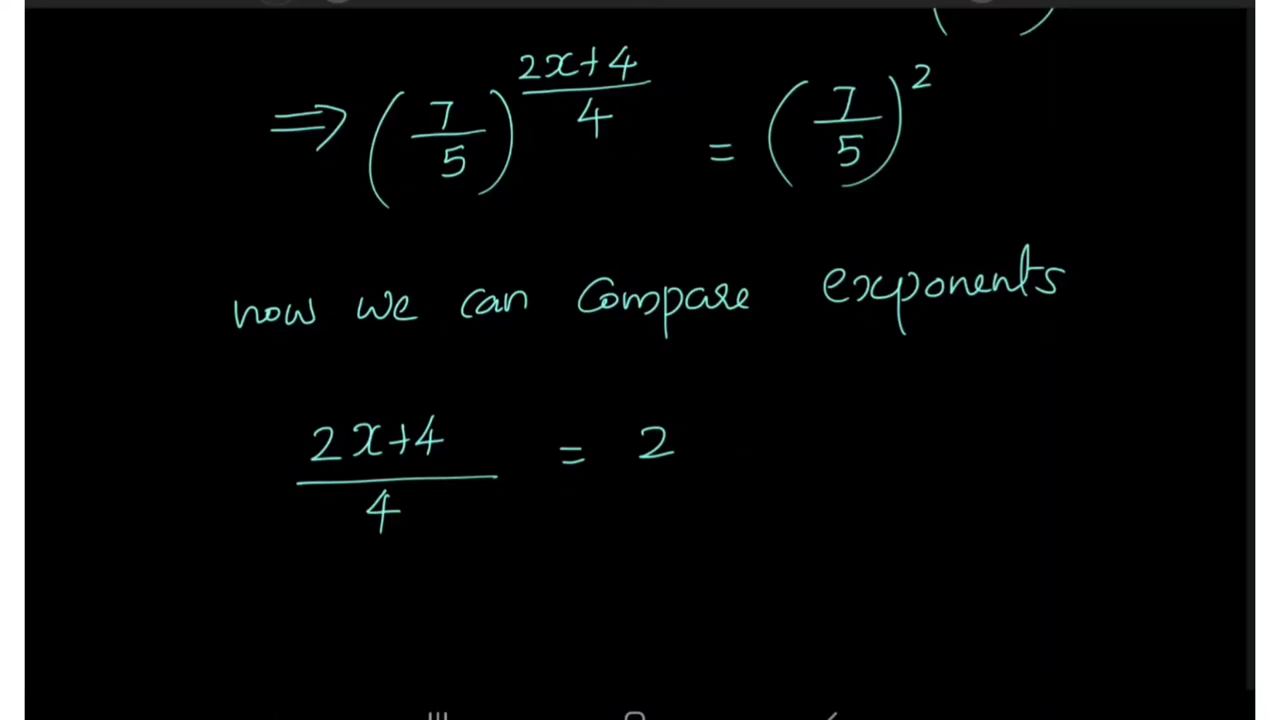 ⇒ (7/5)^((2x+4)/4) = (7/5)^2
now we can compare exponents
(2x+4)/4 = 2